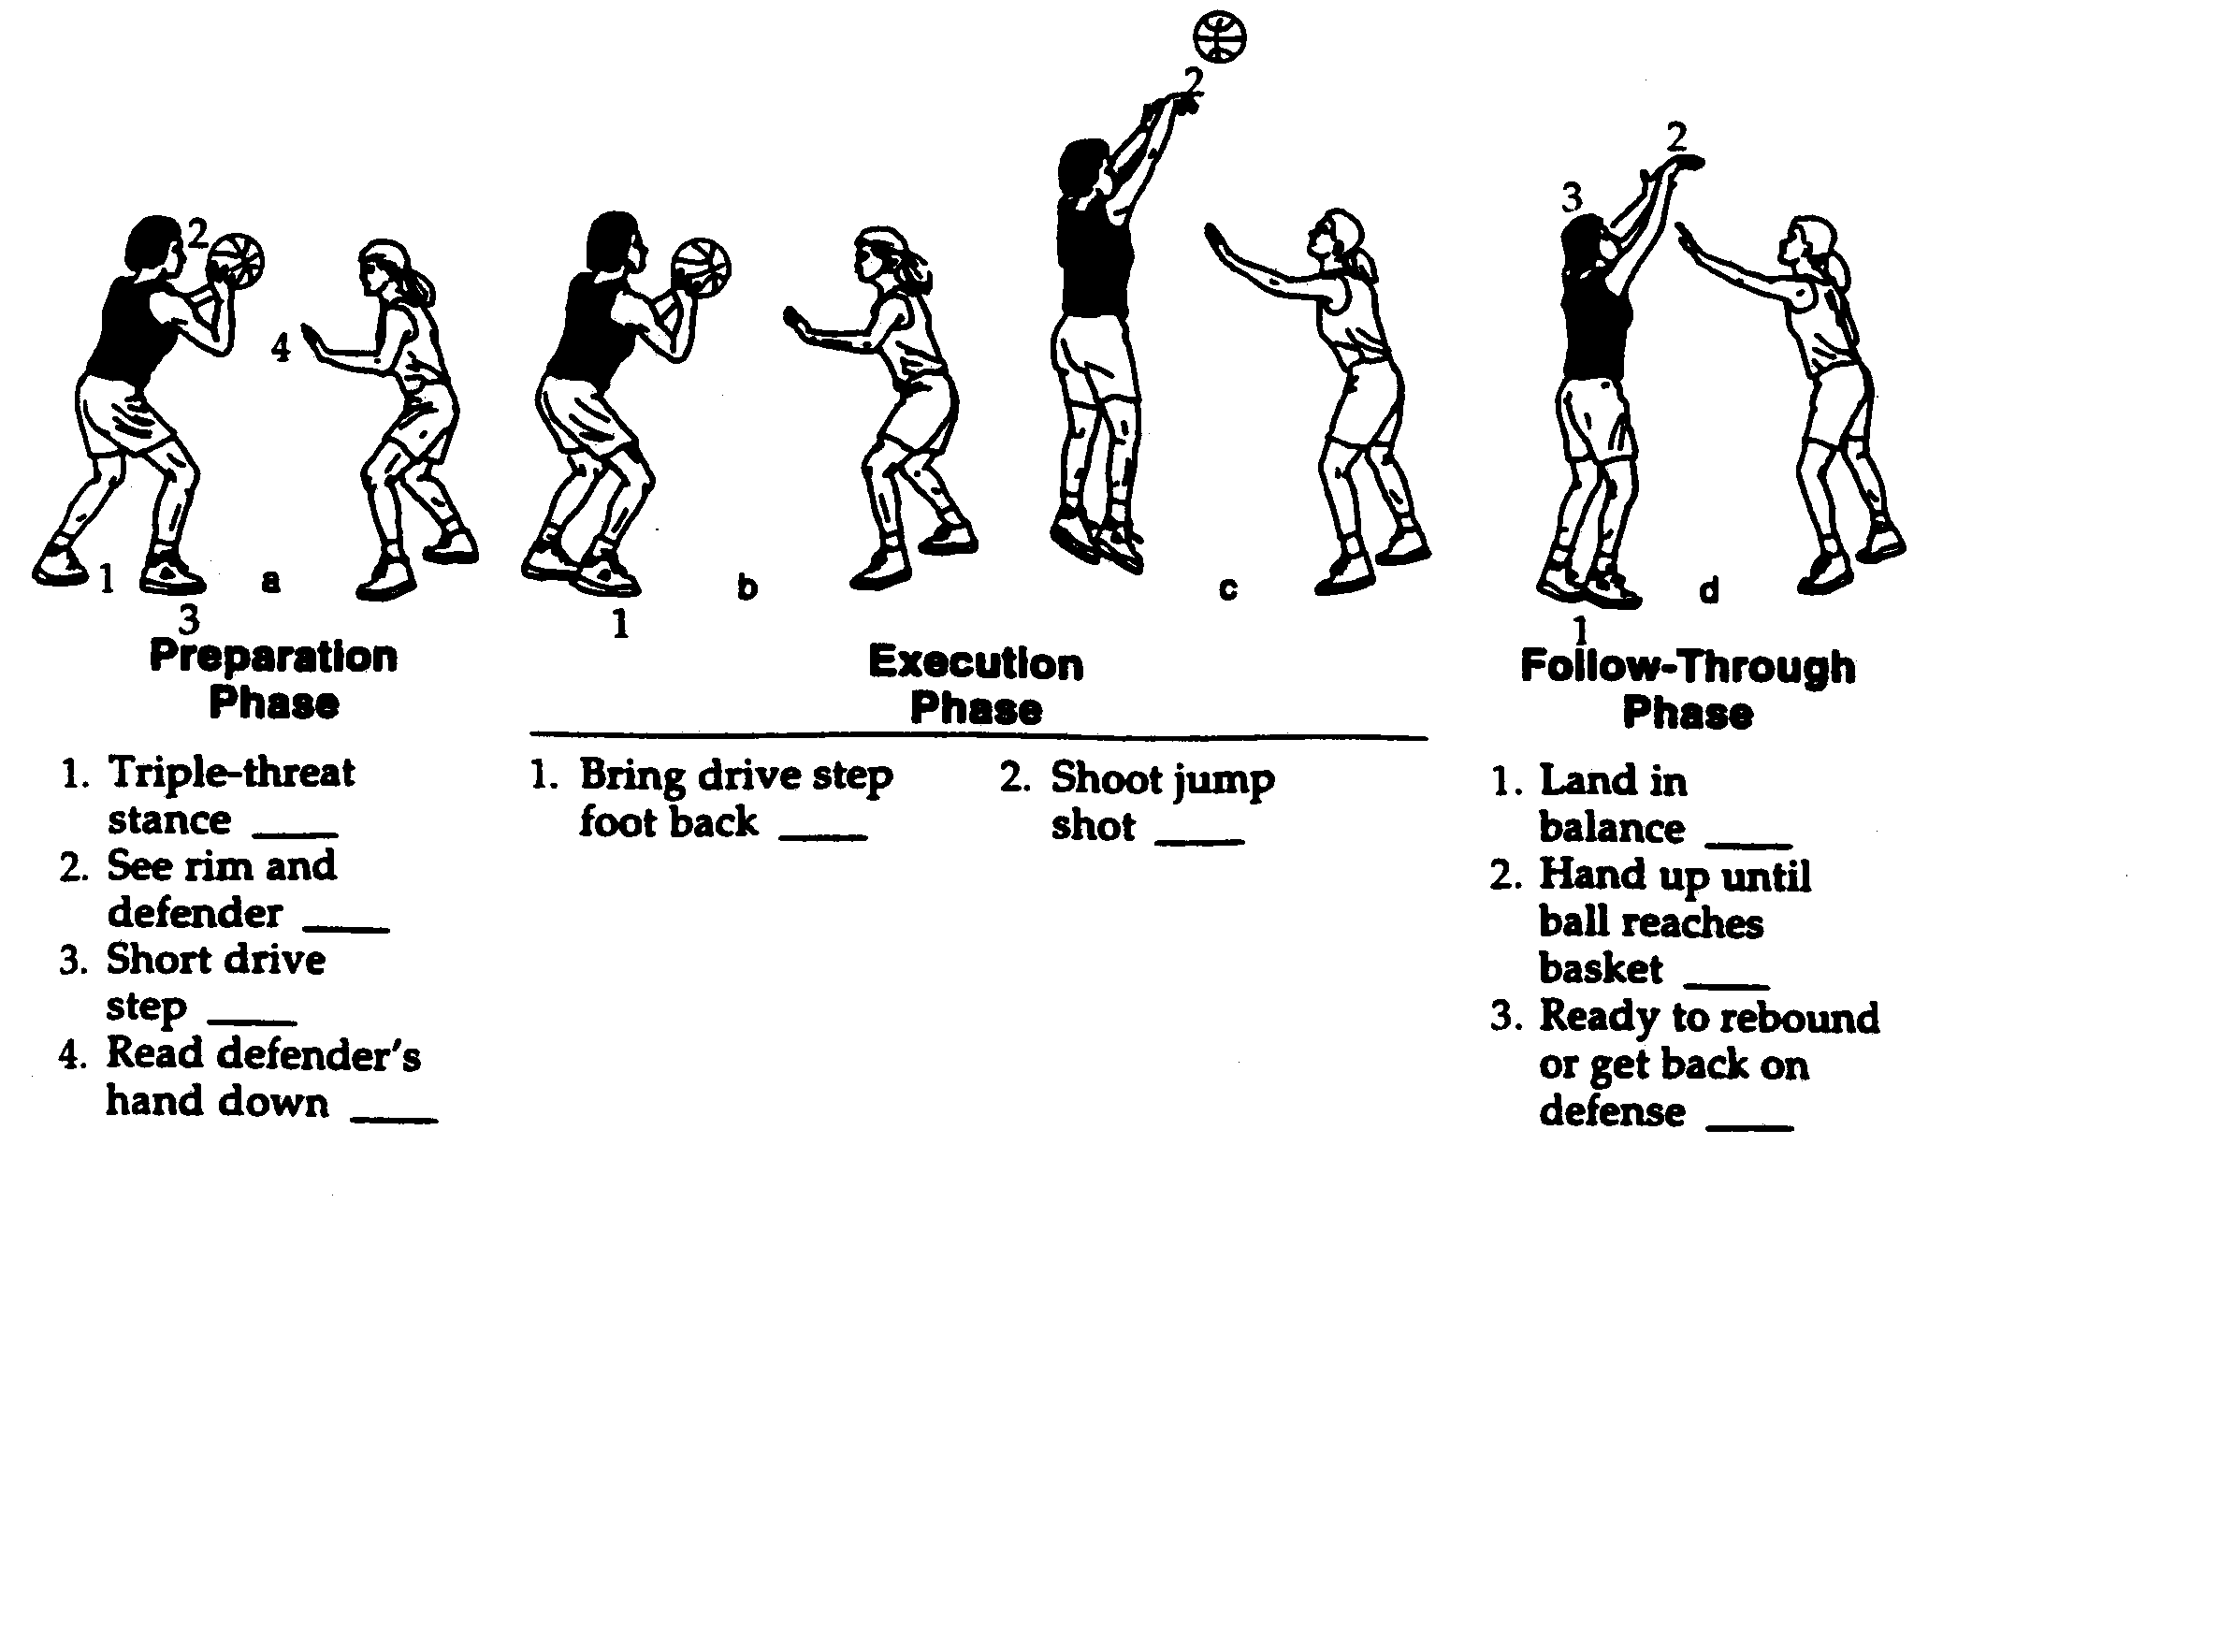 2
2
3
2
4
1
a
3
1
b
c
1
d
Preparation
Phase
1. Triple-threat
stance ____
2. See rim and
defender ____
3. Short drive
step ____
4. Read defender's
hand down ____
Execution
Phase
1. Bring drive step
foot back ____
2. Shoot jump
shot ____
Follow-Through
Phase
1. Land in
balance ____
2. Hand up until
ball reaches
basket ____
3. Ready to rebound
or get back on
defense ____